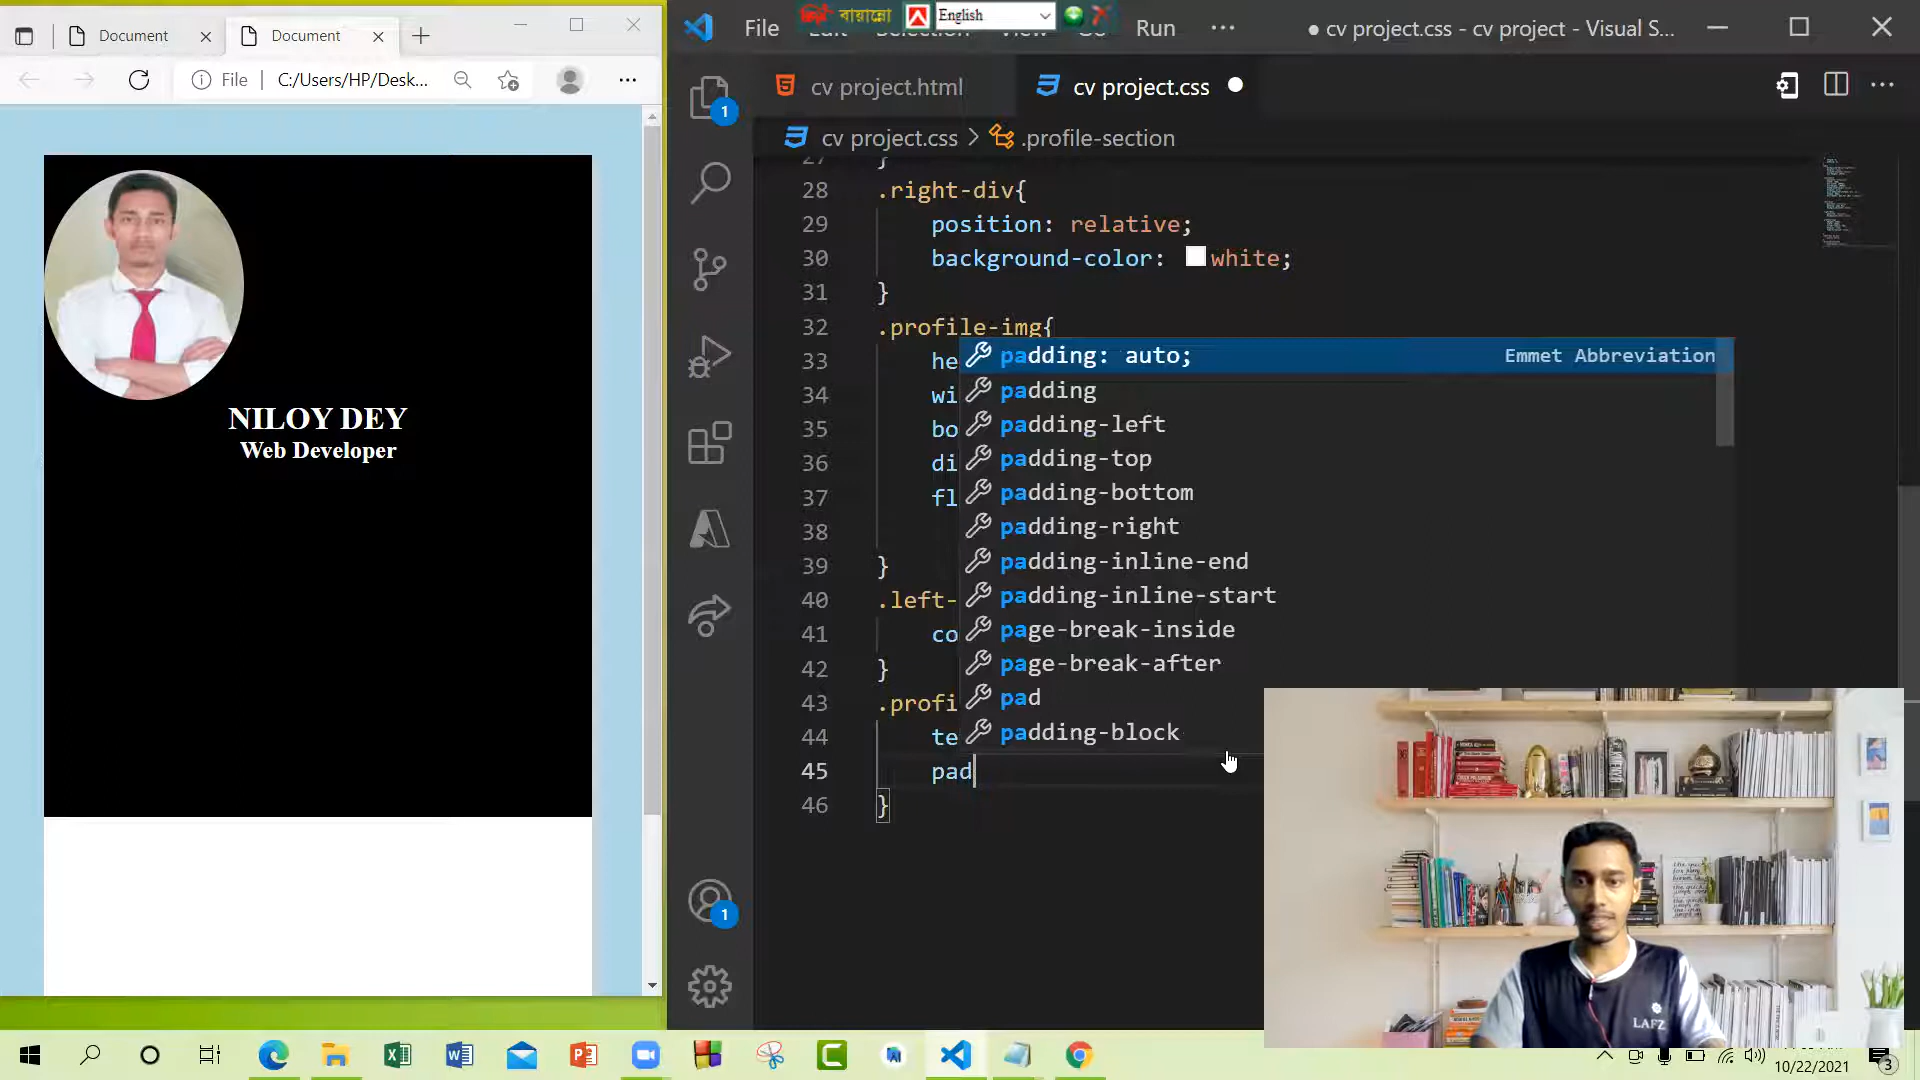 Document
Document
File
C:/Users/HP/Desk...
NILOY DEY
Web Developer
File
বায়ান্নো
English
Run
cv project.css - cv project - Visual S...
cv project.html
cv project.css
cv project.css
.profile-section
1
28 .right-div{
29 position: relative;
30 background-color: white;
31 }
32 .profile-img{
33 he
34 wi
35 bo
36 di
37 fl
38
39 }
40 .left-
41 co
42 }
43 .profi
44 te
45 pad
46 }
padding: auto;
Emmet Abbreviation
padding
padding-left
padding-top
padding-bottom
padding-right
padding-inline-end
padding-inline-start
page-break-inside
page-break-after
pad
padding-block
1
LAFZ
10/22/2021
3